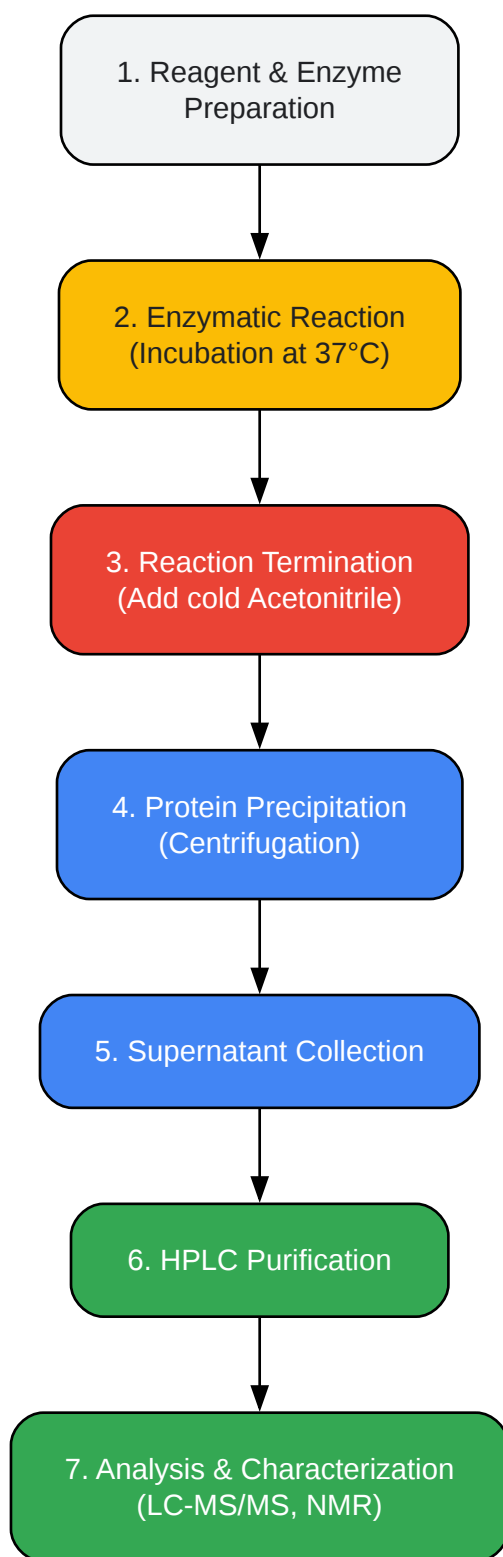 1. Reagent & Enzyme
Preparation
2. Enzymatic Reaction
(Incubation at 37°C)
3. Reaction Termination
(Add cold Acetonitrile)
4. Protein Precipitation
(Centrifugation)
5. Supernatant Collection
6. HPLC Purification
7. Analysis & Characterization
(LC-MS/MS, NMR)